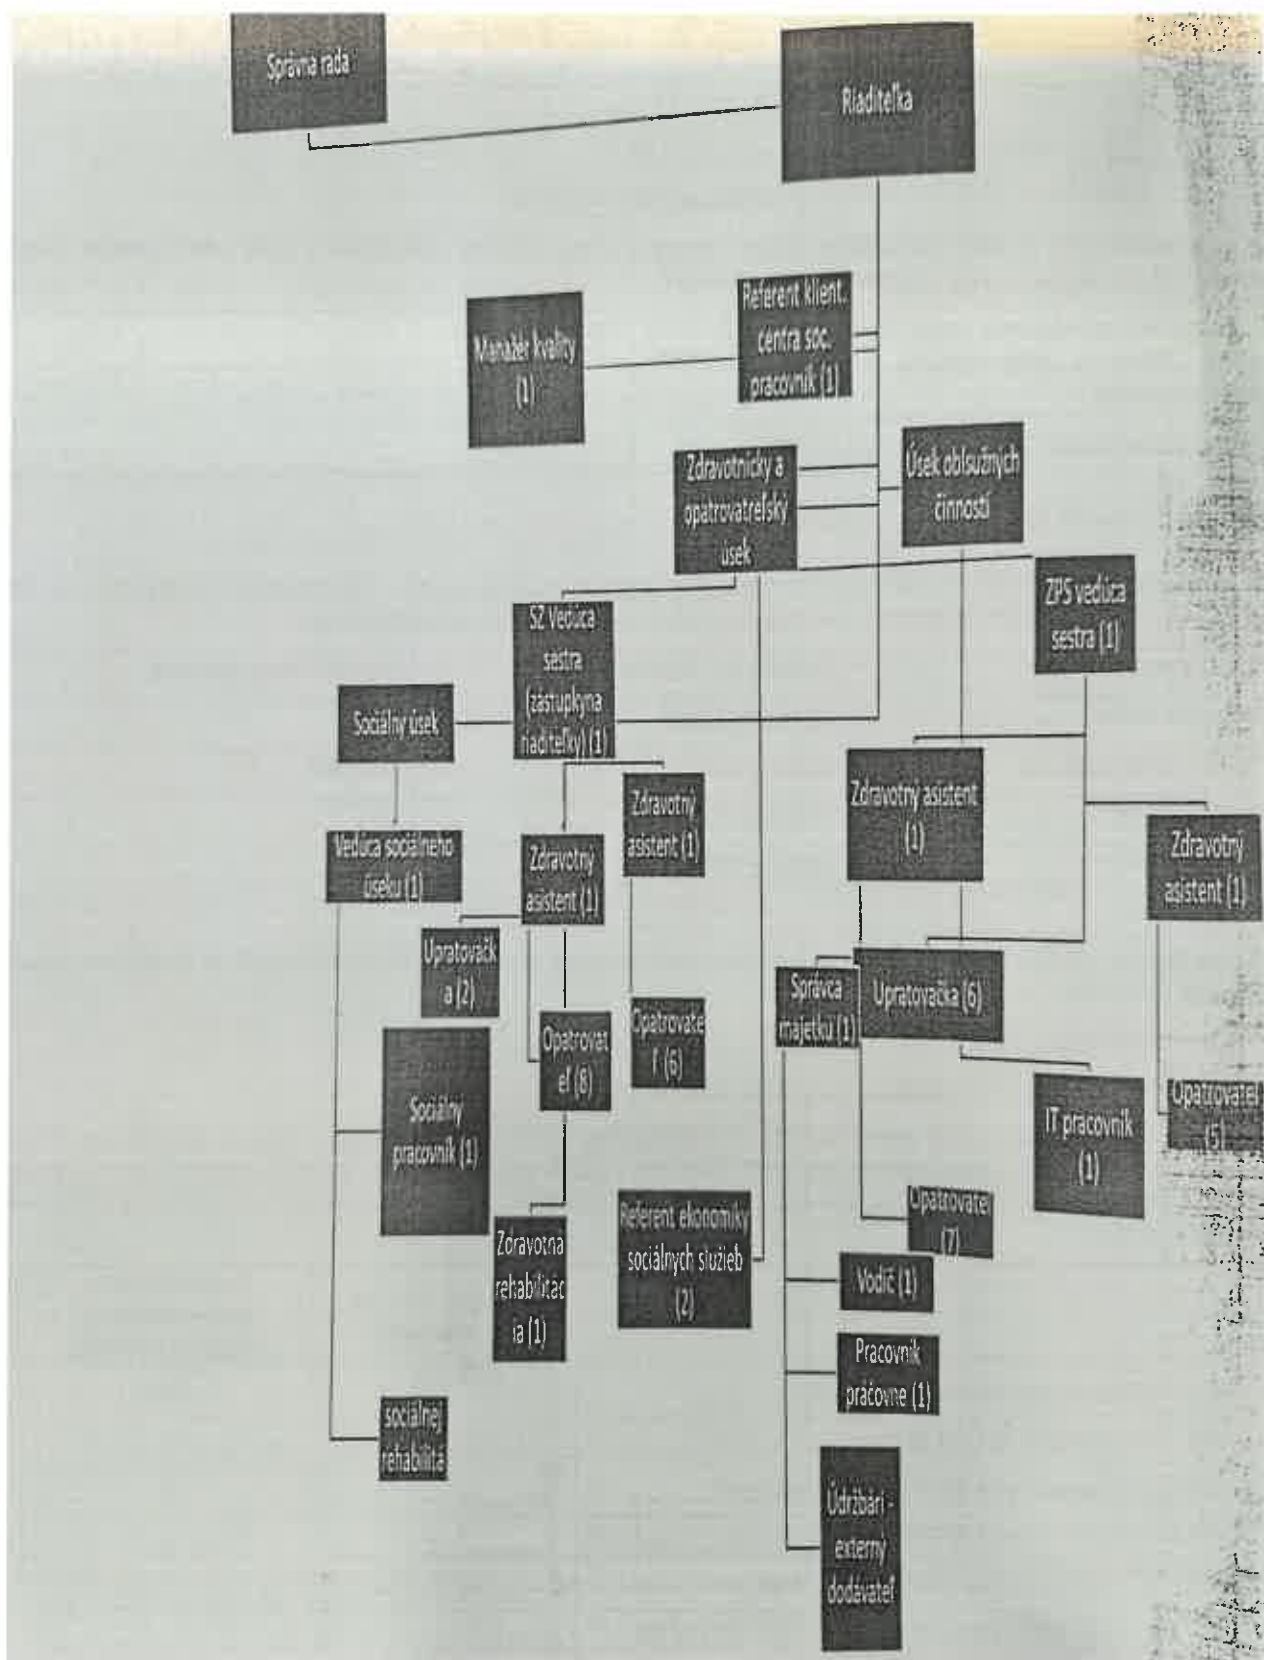 Správna rada
Riaditeľka
Manažér kvality
(1)
Referent klient.
centra soc.
pracovník (1)
Zdravotnícky a
opatrovatreľský
úsek
Úsek oblsužných
činností
ZPS vedúca
sestra (1)
SZ Vedúca
sestra
(zástupkyňa
riaditeľky) (1)
Sociálny úsek
Zdravotný
asistent (1)
Zdravotný asistent
(1)
Zdravotný
asistent (1)
Vedúca sociálneho
úseku (1)
Zdravotný
asistent (1)
Upratovačk
a (2)
Správca
majetku (1)
Upratovačka (6)
Opatrovat
eľ (8)
Opatrovate
ľ (6)
Sociálny
pracovník (1)
IT pracovník
(1)
Opatrovateľ
(5)
Opatrovateľ
(7)
Zdravotná
rehabilitác
ia (1)
Referent ekonomiky
sociálnych služieb
(2)
Vodič (1)
Pracovník
práčovne (1)
sociálnej
rehabilitá
Údržbári -
externý
dodávateľ